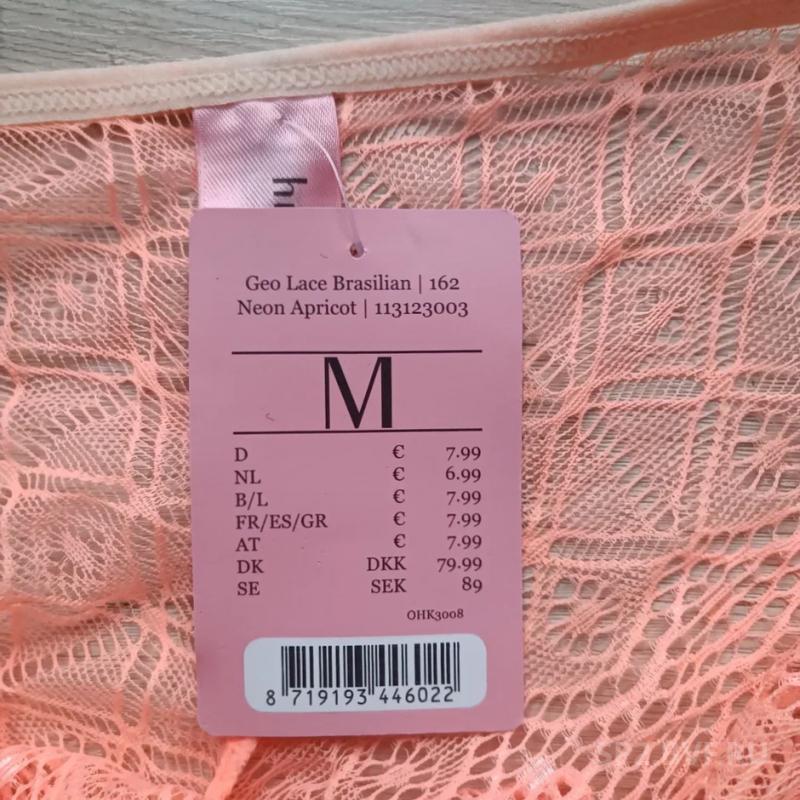 Geo Lace Brasilian | 162
Neon Apricot | 113123003
M
D € 7.99
NL € 6.99
B/L € 7.99
FR/ES/GR € 7.99
AT € 7.99
DK DKK 79.99
SE SEK 89
OHK3008
8 719193 446022